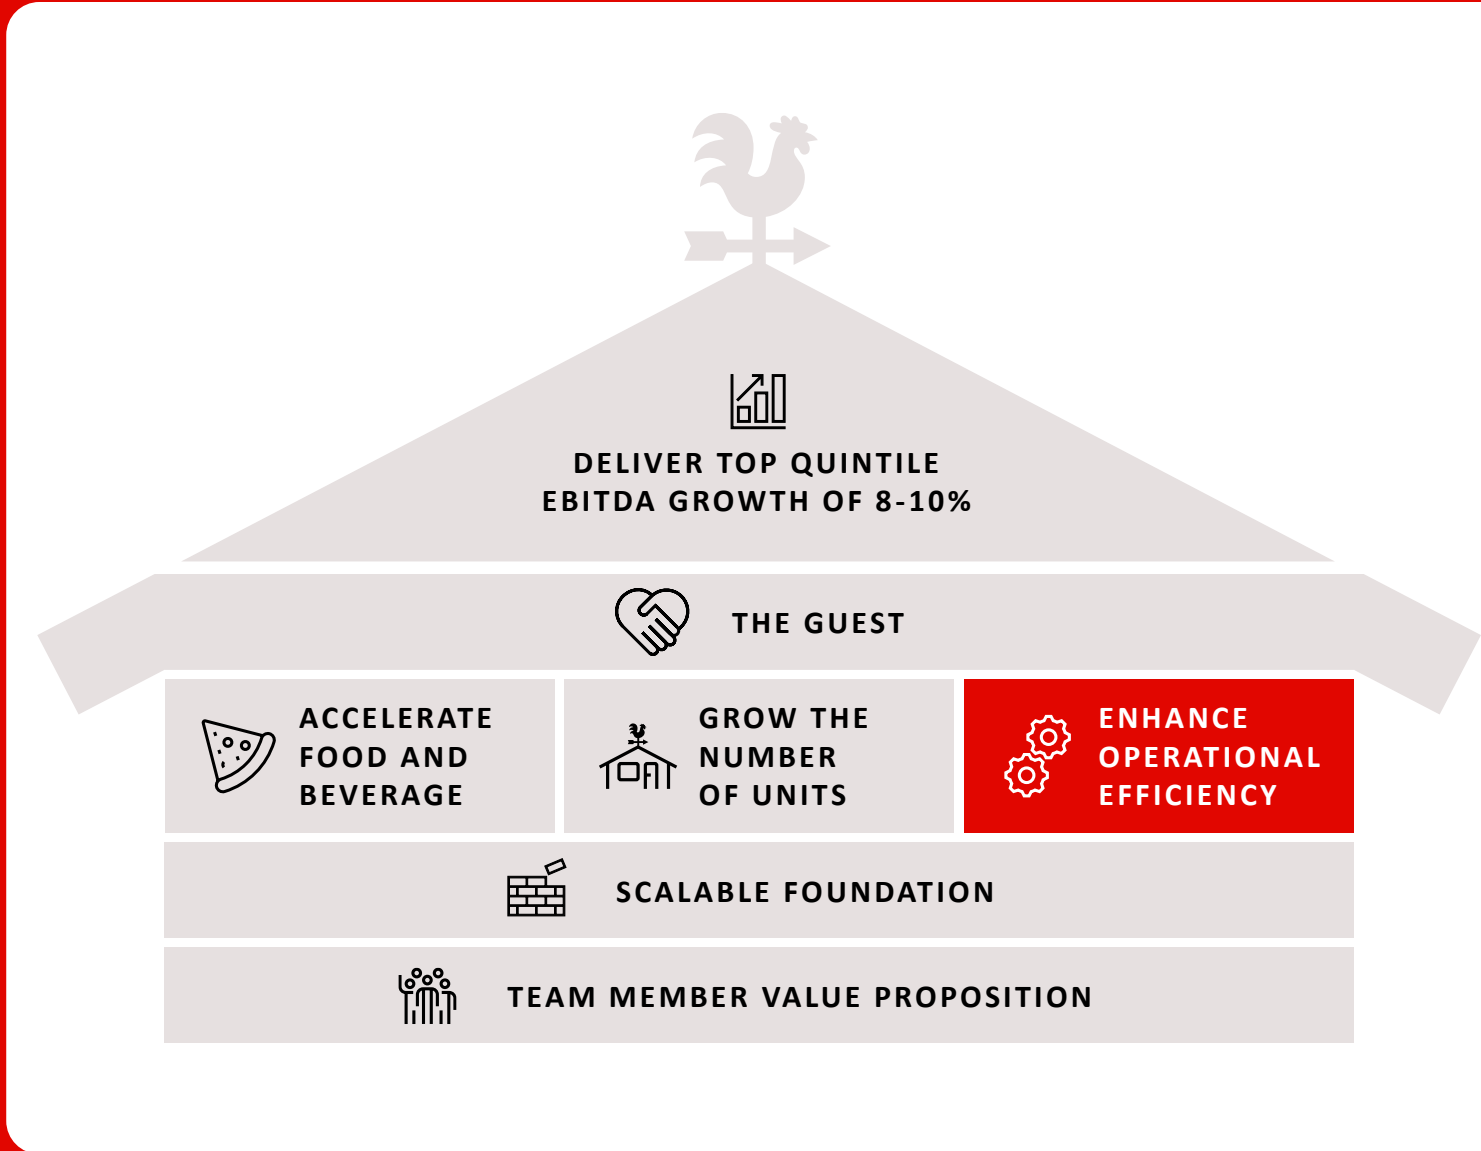 DELIVER TOP QUINTILE
EBITDA GROWTH OF 8-10%
THE GUEST
ACCELERATE
FOOD AND
BEVERAGE
GROW THE
NUMBER
OF UNITS
ENHANCE
OPERATIONAL
EFFICIENCY
SCALABLE FOUNDATION
TEAM MEMBER VALUE PROPOSITION